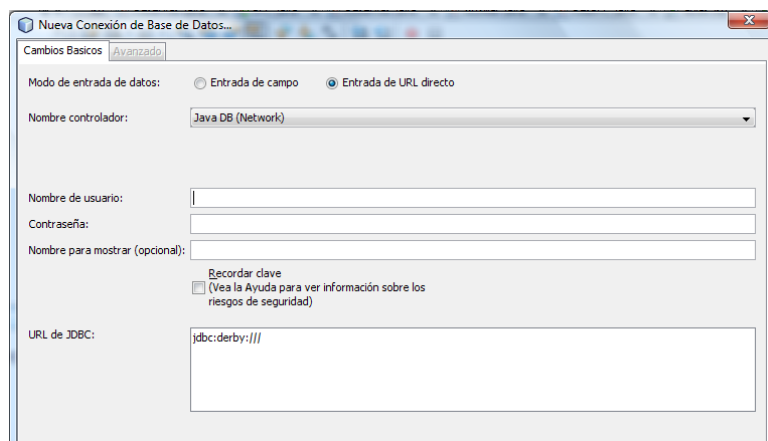 Nueva Conexión de Base de Datos...
Cambios Basicos Avanzado
Modo de entrada de datos: Entrada de campo Entrada de URL directo
Nombre controlador: Java DB (Network)
Nombre de usuario:
Contraseña:
Nombre para mostrar (opcional):
Recordar clave
(Vea la Ayuda para ver información sobre los
riesgos de seguridad)
URL de JDBC: jdbc:derby:///